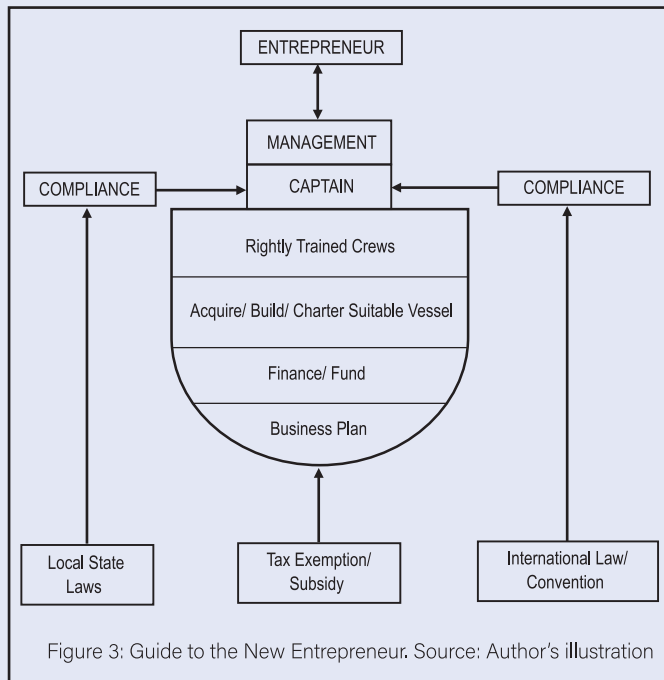 ENTREPRENEUR
MANAGEMENT
COMPLIANCE
CAPTAIN
COMPLIANCE
Rightly Trained Crews
Acquire/ Build/ Charter Suitable Vessel
Finance/ Fund
Business Plan
Local State
Laws
Tax Exemption/
Subsidy
International Law/
Convention
Figure 3: Guide to the New Entrepreneur. Source: Author's illustration